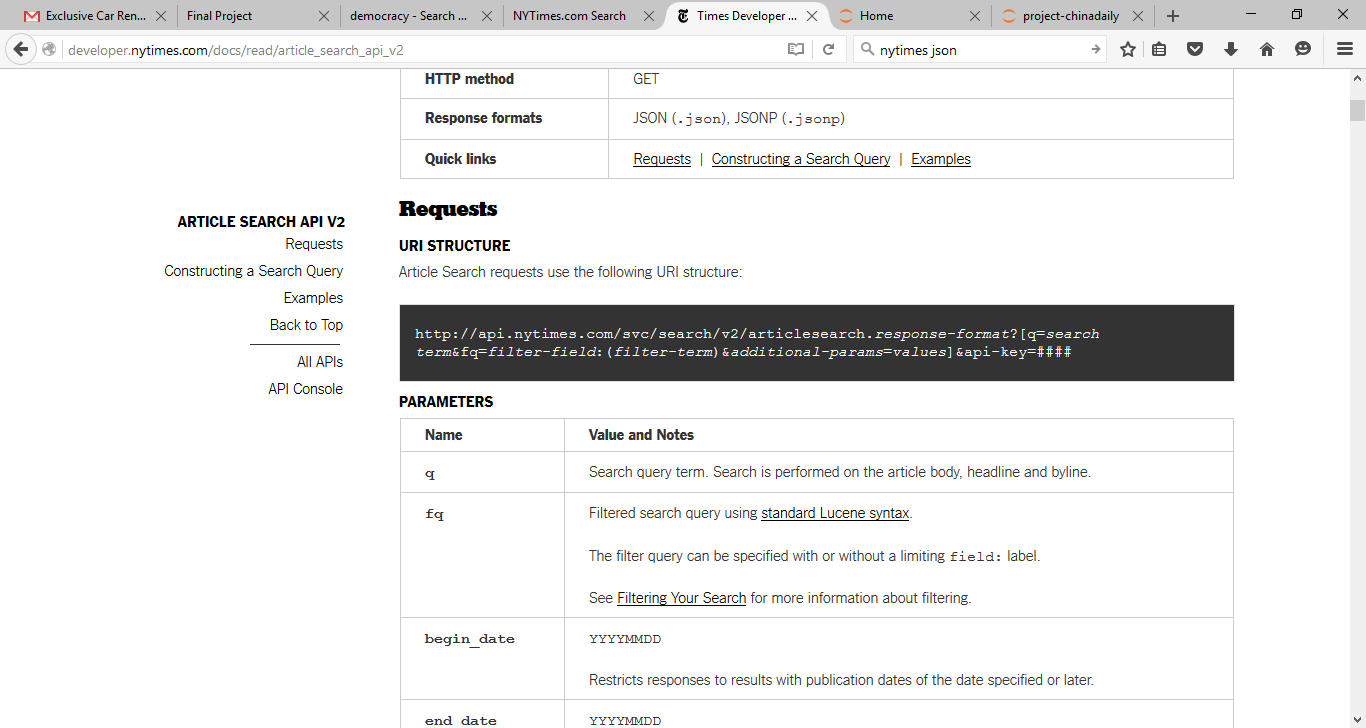 Exclusive Car Ren...
Final Project
democracy - Search ...
NYTimes.com Search
Times Developer ...
Home
project-chinadaily
developer.nytimes.com/docs/read/article_search_api_v2
nytimes json
HTTP method GET
Response formats JSON (.json), JSONP (.jsonp)
Quick links Requests | Constructing a Search Query | Examples
ARTICLE SEARCH API V2
Requests
Constructing a Search Query
Examples
Back to Top
All APIs
API Console
Requests
URI STRUCTURE
Article Search requests use the following URI structure:
http://api.nytimes.com/svc/search/v2/articlesearch.response-format?[q=search
term&fq=filter-field:(filter-term)&additional-params=values]&api-key=####
PARAMETERS
Name Value and Notes
q Search query term. Search is performed on the article body, headline and byline.
fq Filtered search query using standard Lucene syntax.
The filter query can be specified with or without a limiting field: label.
See Filtering Your Search for more information about filtering.
begin_date YYYYMMDD
Restricts responses to results with publication dates of the date specified or later.
end_date YYYYMMDD